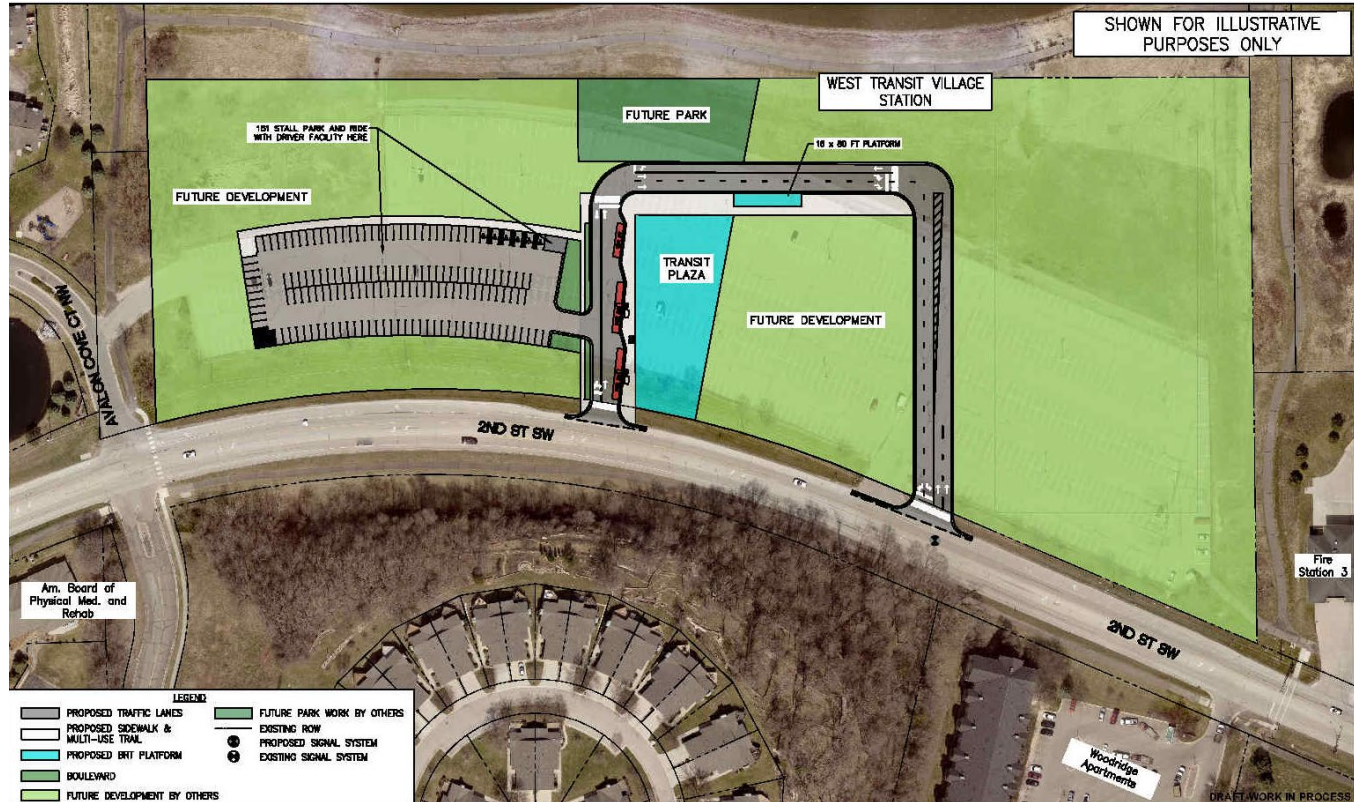 SHOWN FOR ILLUSTRATIVE
PURPOSES ONLY
WEST TRANSIT VILLAGE
STATION
FUTURE PARK
151 STALL PARK AND RIDE
WITH DRIVER FACILITY HERE
16 x 80 FT PLATFORM
FUTURE DEVELOPMENT
TRANSIT
PLAZA
FUTURE DEVELOPMENT
AVALON COVE CT NW
2ND ST SW
2ND ST SW
Fire
Station 3
Am. Board of
Physical Med. and
Rehab
Woodridge
Apartments
LEGEND
PROPOSED TRAFFIC LANES
PROPOSED SIDEWALK &
MULTI-USE TRAIL
PROPOSED BRT PLATFORM
BOULEVARD
FUTURE DEVELOPMENT BY OTHERS
FUTURE PARK WORK BY OTHERS
EXISTING ROW
PROPOSED SIGNAL SYSTEM
EXISTING SIGNAL SYSTEM
DRAFT-WORK IN PROCESS